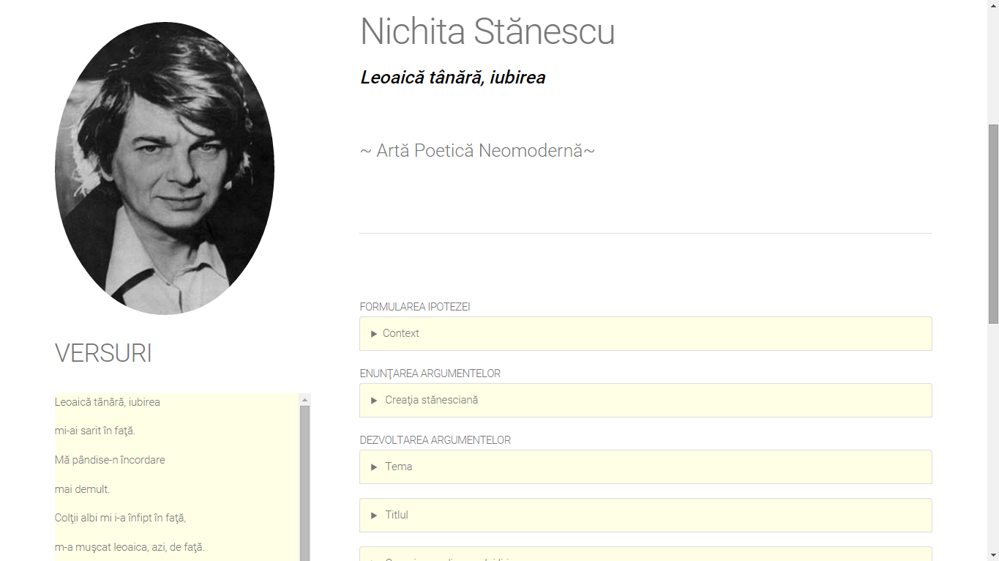 Nichita Stănescu
Leoaică tânără, iubirea
~ Artă Poetică Neomodernă~
VERSURI
Leoaică tânără, iubirea
mi-ai sarit în faţă.
Mă pândise-n încordare
mai demult.
Colţii albi mi i-a înfipt în faţă,
m-a muşcat leoaica, azi, de faţă.
FORMULAREA IPOTEZEI
Context
ENUNŢAREA ARGUMENTELOR
Creaţia stănesciană
DEZVOLTAREA ARGUMENTELOR
Tema
Titlul